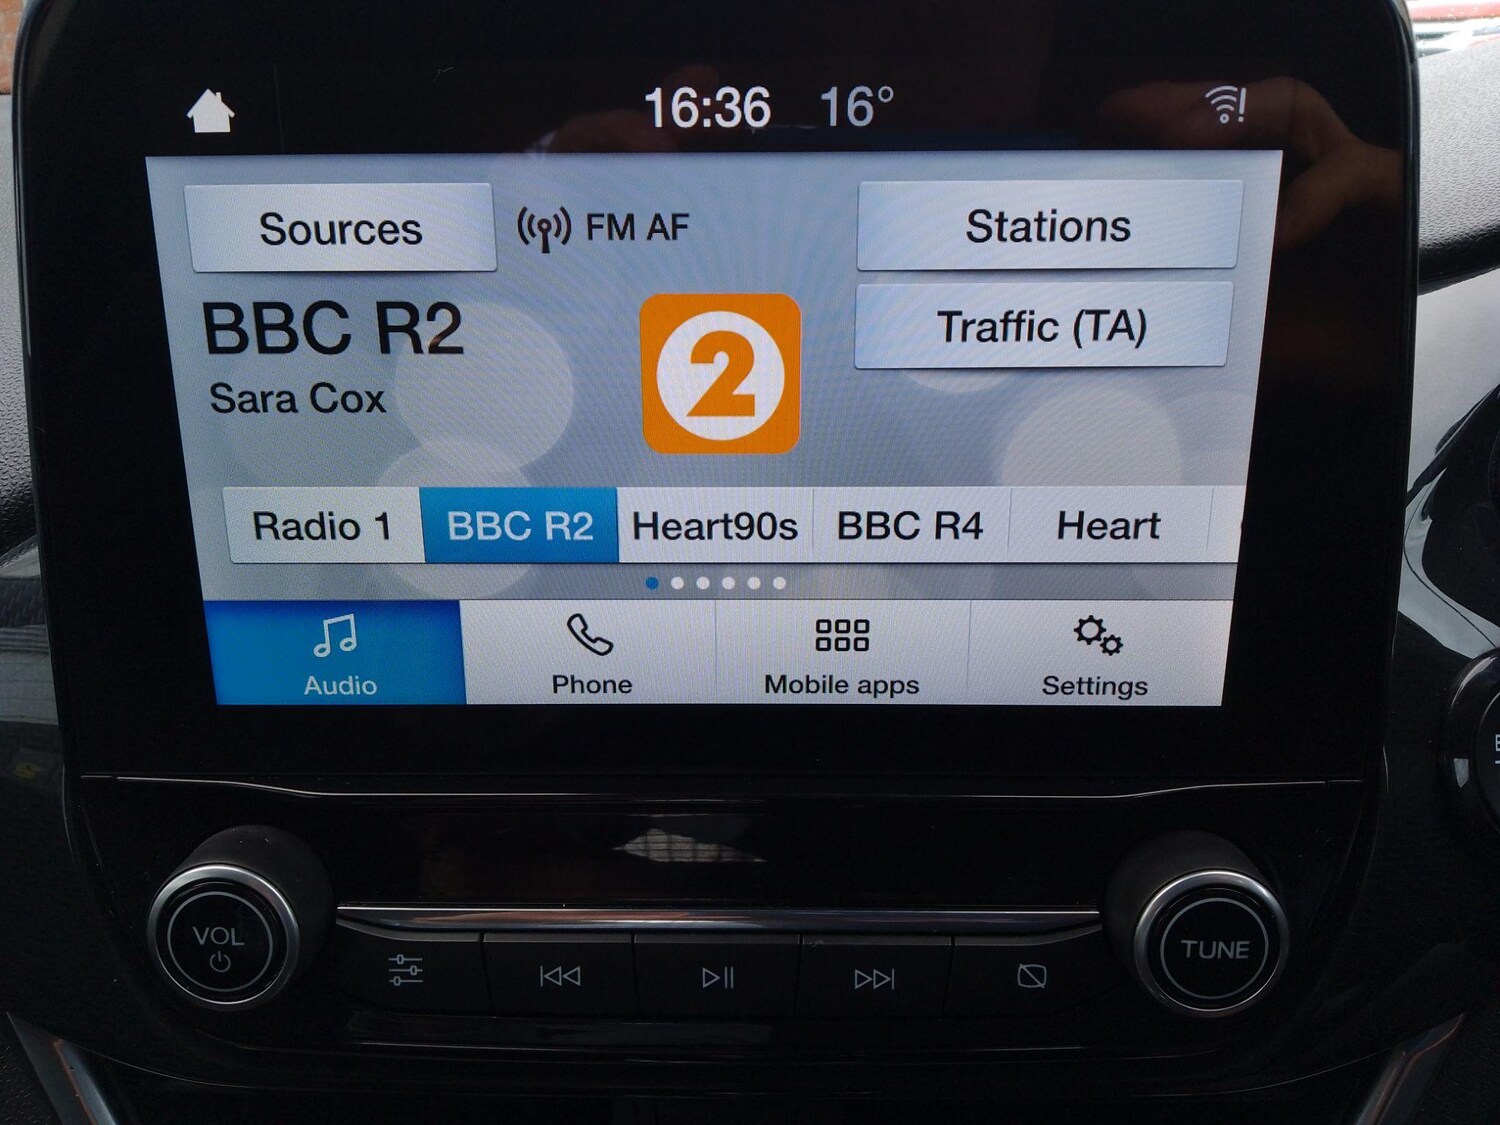 16:36 16°
Sources
FM AF
Stations
BBC R2
Sara Cox
2
Traffic (TA)
Radio 1
BBC R2
Heart90s
BBC R4
Heart
Audio
Phone
Mobile apps
Settings
VOL
TUNE